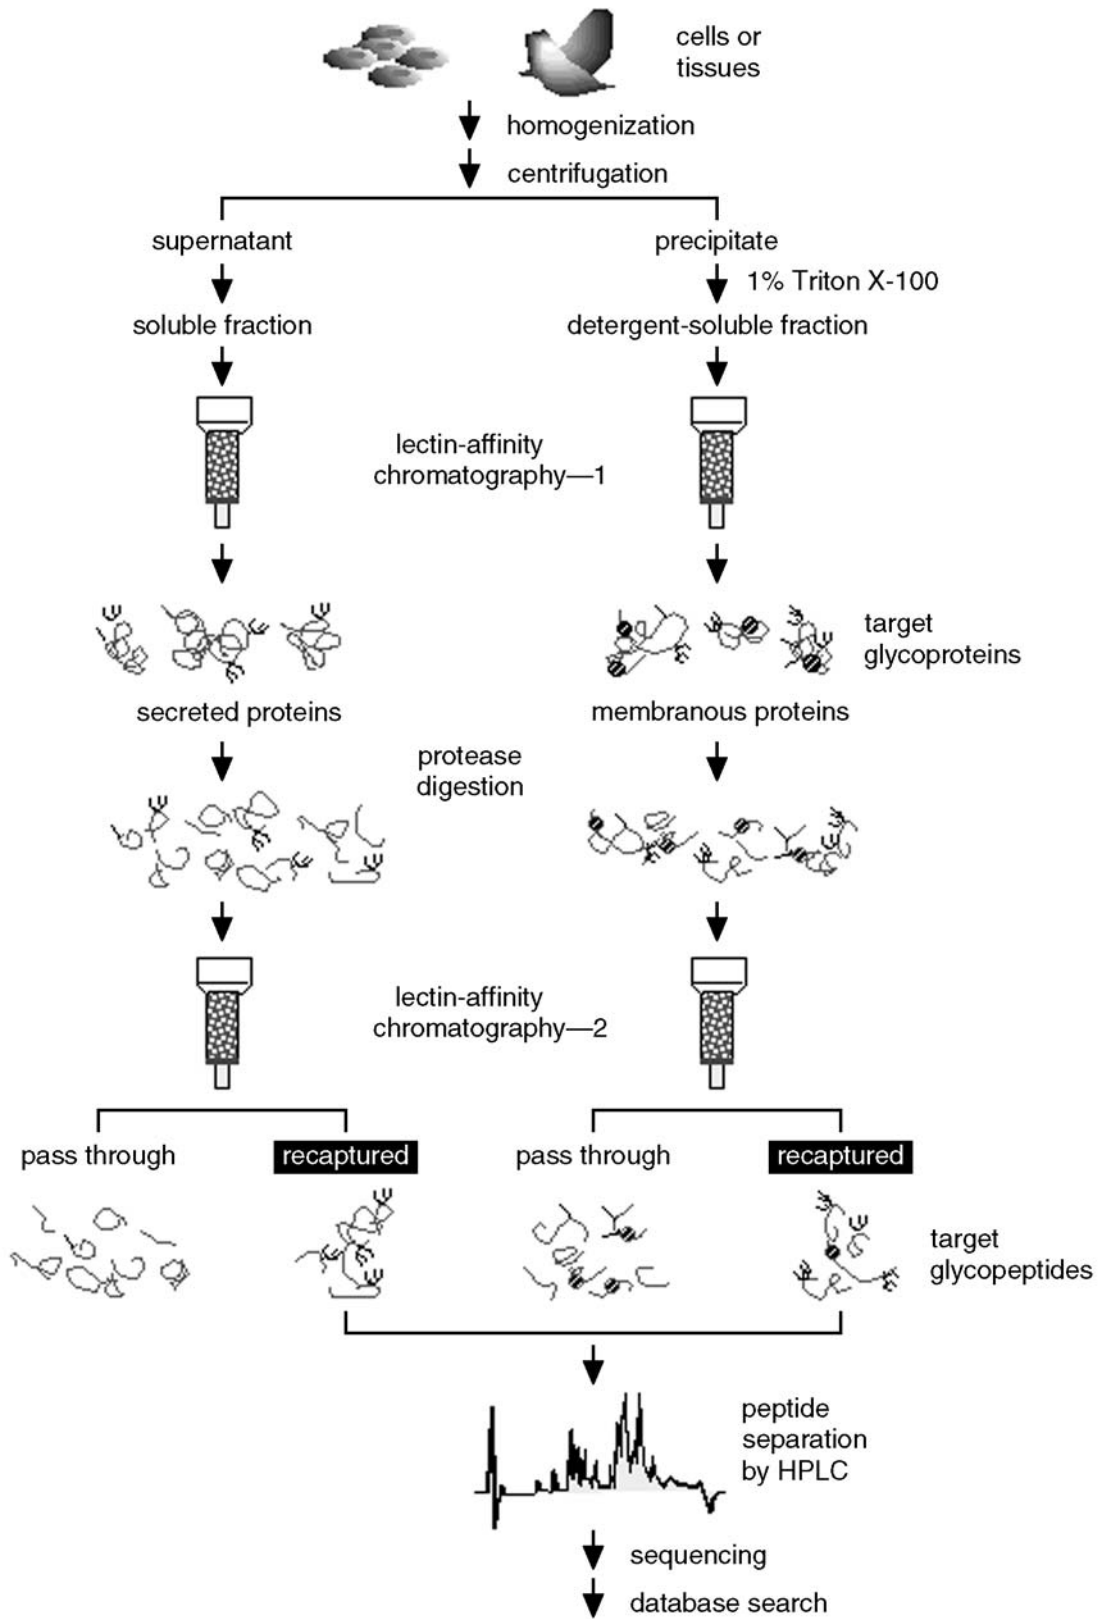 cells or
tissues
homogenization
centrifugation
supernatant
precipitate
1% Triton X-100
soluble fraction
detergent-soluble fraction
lectin-affinity
chromatography—1
target
glycoproteins
secreted proteins
membranous proteins
protease
digestion
lectin-affinity
chromatography—2
pass through
recaptured
pass through
recaptured
target
glycopeptides
peptide
separation
by HPLC
sequencing
database search